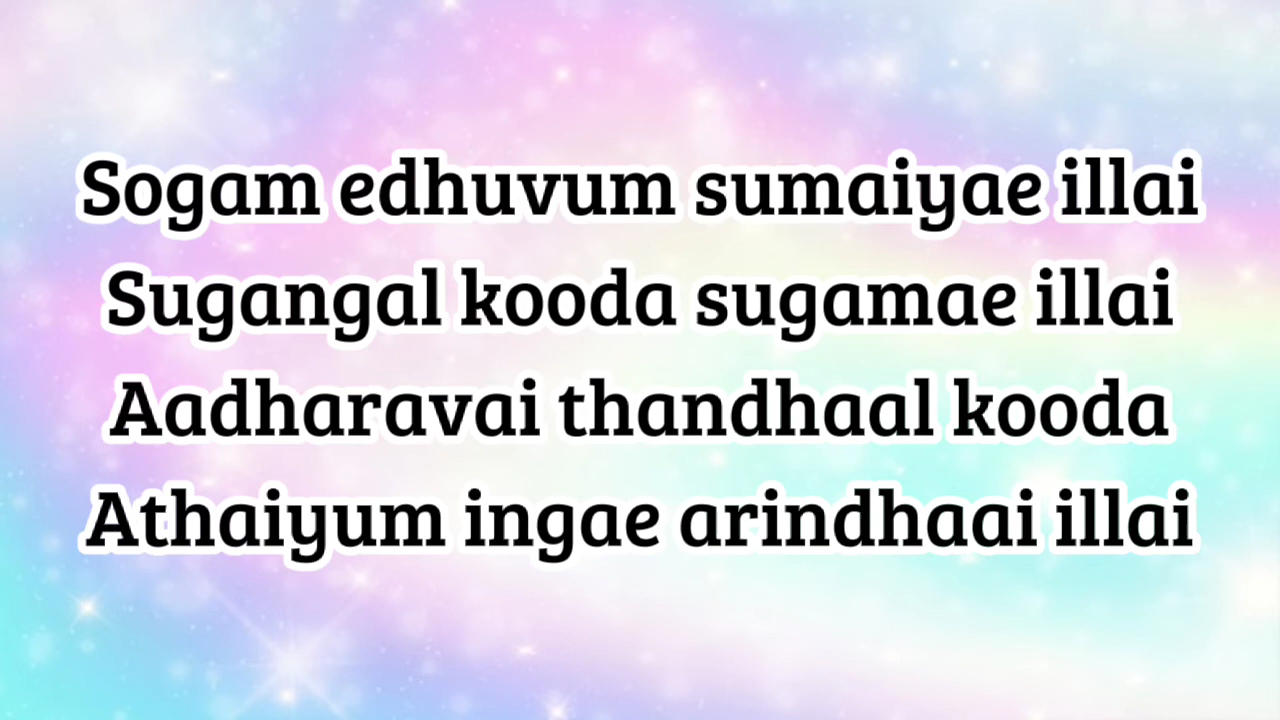 Sogam edhuvum sumaiyae illai
Sugangal kooda sugamae illai
Aadharavai thandhaal kooda
Athaiyum ingae arindhaai illai